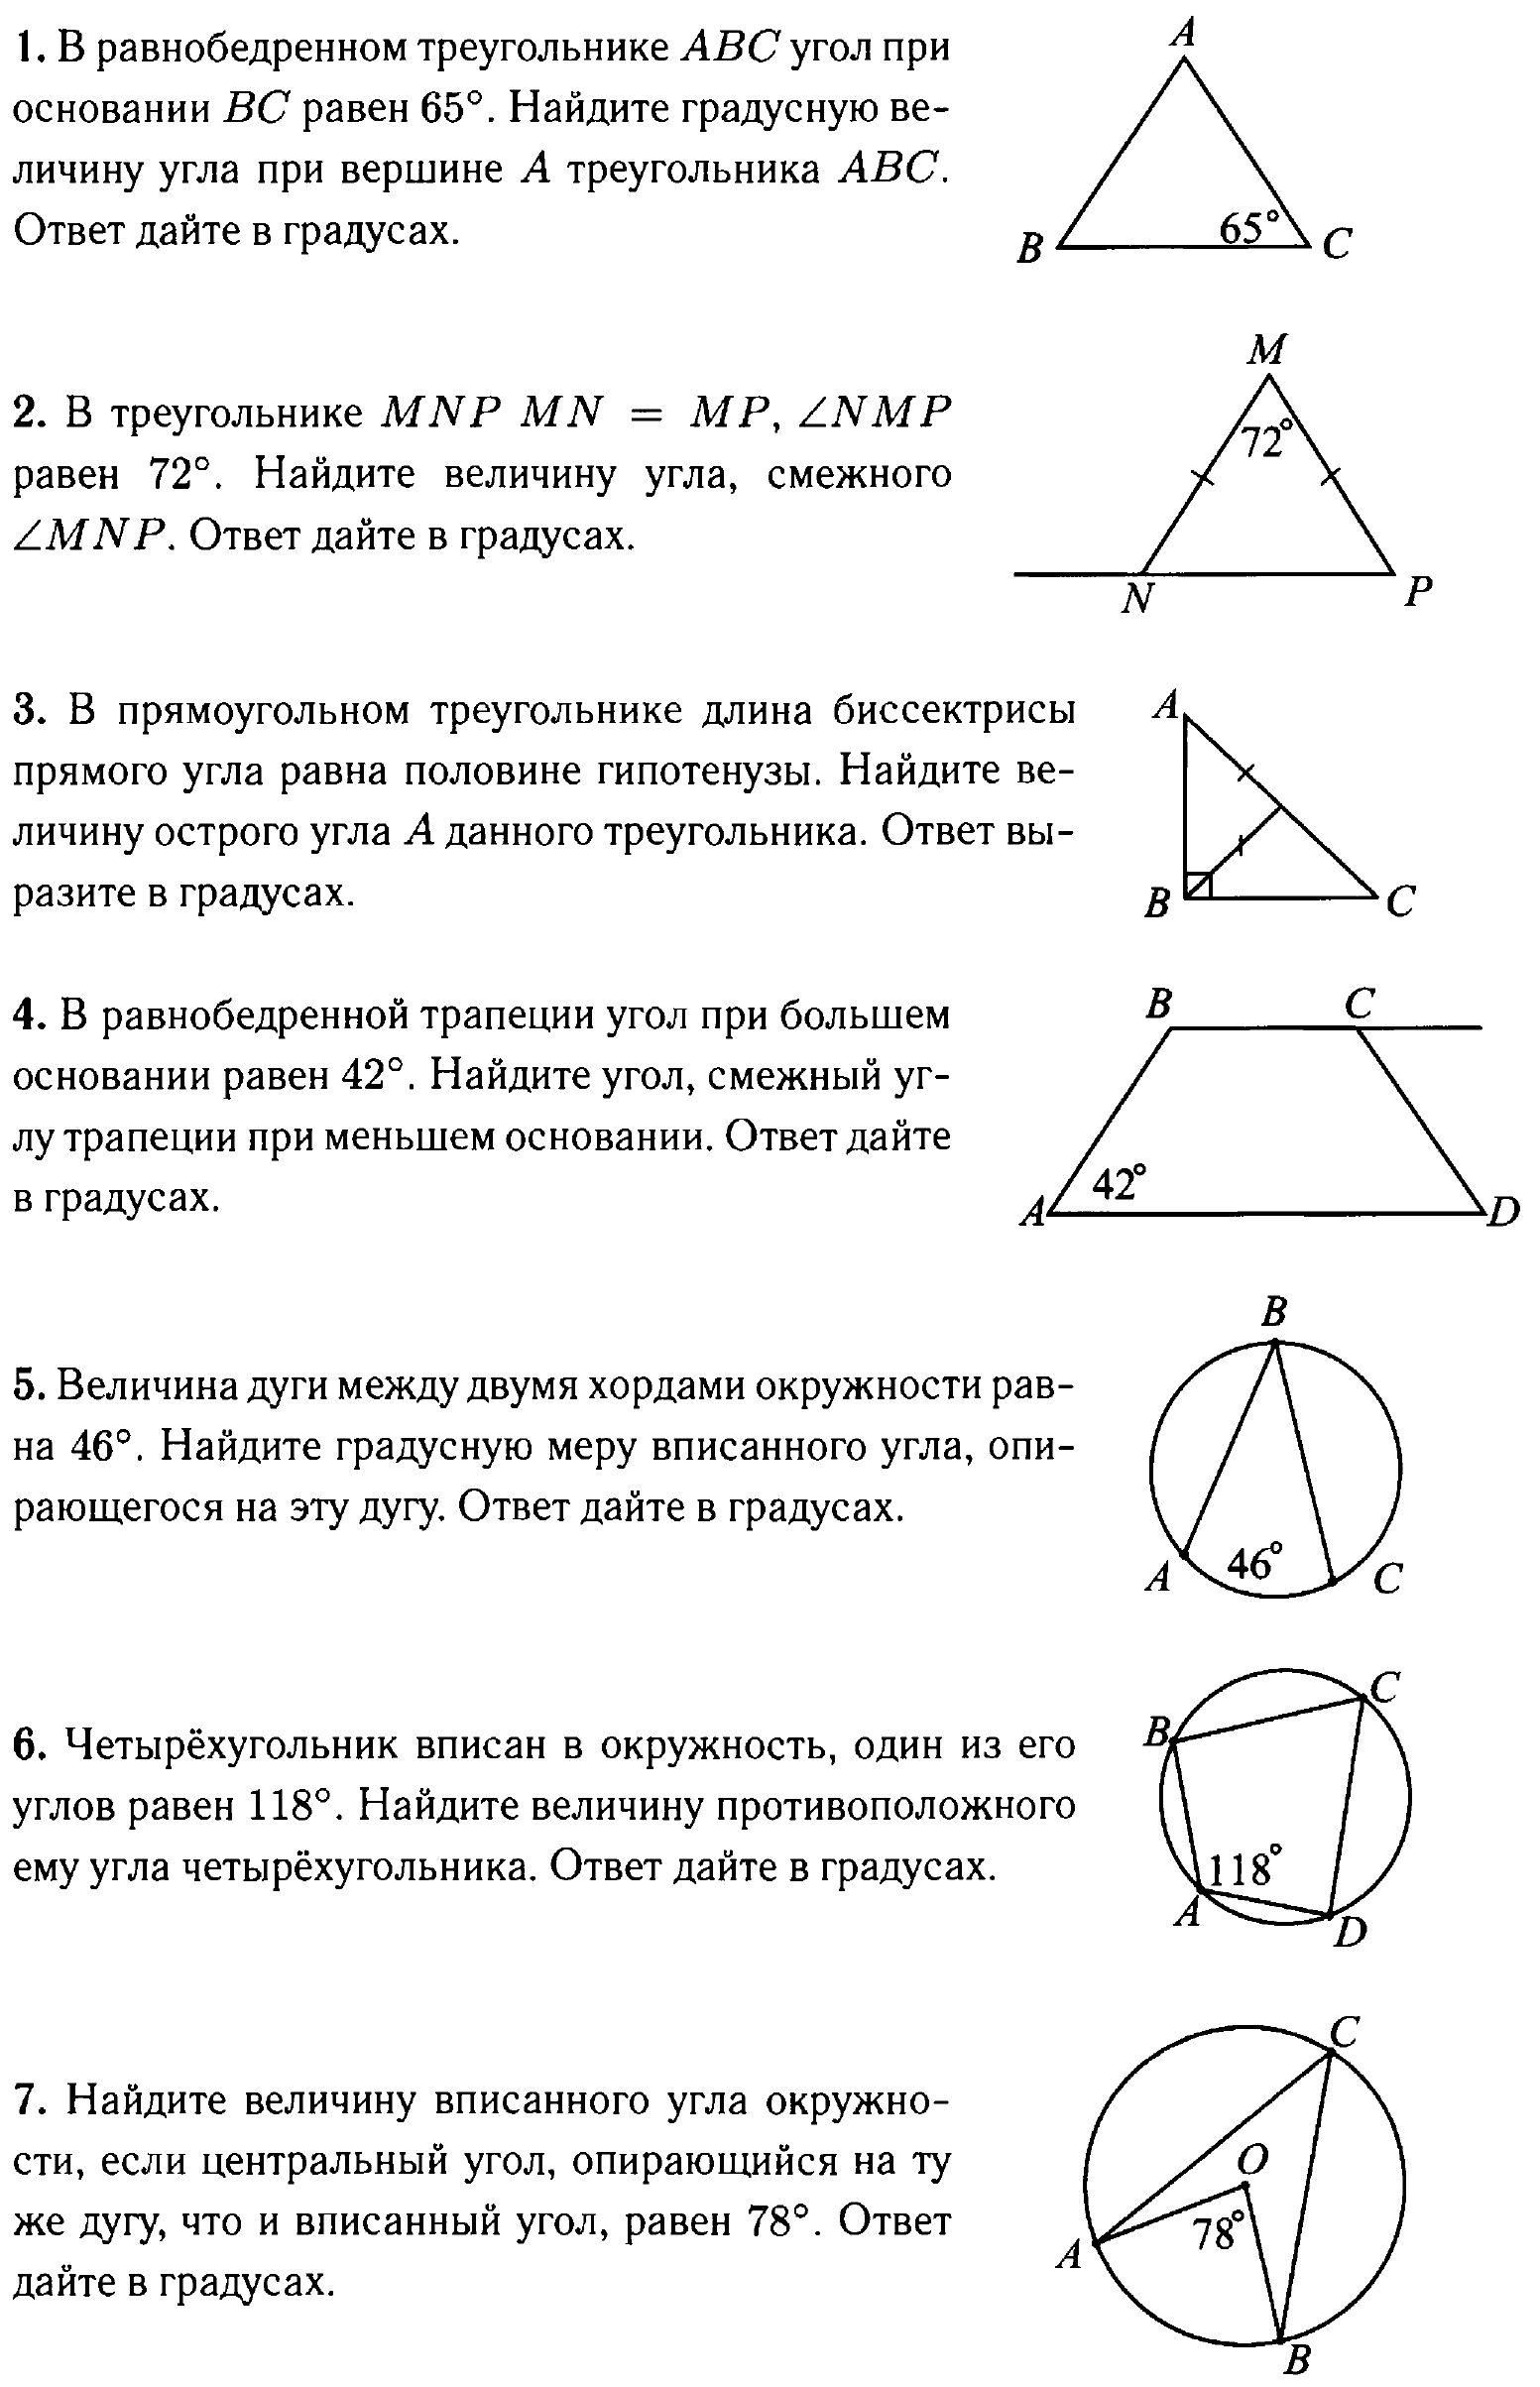 1. В равнобедренном треугольнике ABC угол при
основании BC равен 65°. Найдите градусную ве-
личину угла при вершине A треугольника ABC.
Ответ дайте в градусах.
A
B
65°
C
2. В треугольнике MNP MN = MP, ∠NMP
равен 72°. Найдите величину угла, смежного
∠MNP. Ответ дайте в градусах.
M
72°
N
P
3. В прямоугольном треугольнике длина биссектрисы
прямого угла равна половине гипотенузы. Найдите ве-
личину острого угла A данного треугольника. Ответ вы-
разите в градусах.
A
B
C
4. В равнобедренной трапеции угол при большем
основании равен 42°. Найдите угол, смежный уг-
лу трапеции при меньшем основании. Ответ дайте
в градусах.
B
C
42°
A
D
5. Величина дуги между двумя хордами окружности рав-
на 46°. Найдите градусную меру вписанного угла, опи-
рающегося на эту дугу. Ответ дайте в градусах.
B
46°
A
C
6. Четырёхугольник вписан в окружность, один из его
углов равен 118°. Найдите величину противоположного
ему угла четырёхугольника. Ответ дайте в градусах.
C
B
118°
A
D
7. Найдите величину вписанного угла окружно-
сти, если центральный угол, опирающийся на ту
же дугу, что и вписанный угол, равен 78°. Ответ
дайте в градусах.
C
O
78°
A
B